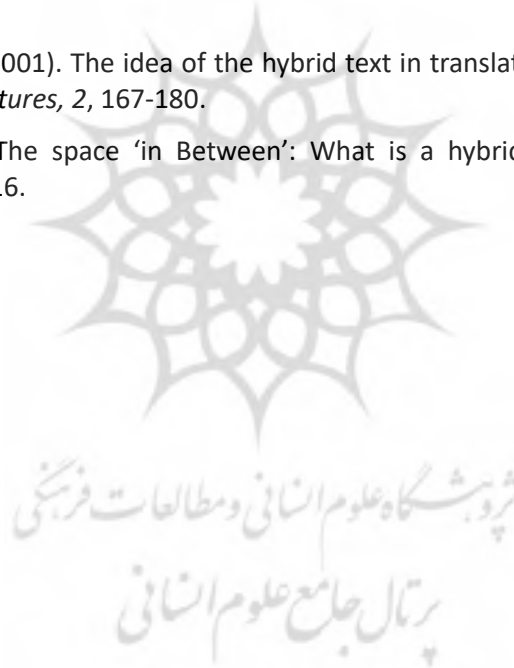 001). The idea of the hybrid text in translat
tures, 2, 167-180.
The space ‘in Between’: What is a hybric
16.
پژوهشگاه علوم انسانی و مطالعات فرهنگی
پرتال جامع علوم انسانی